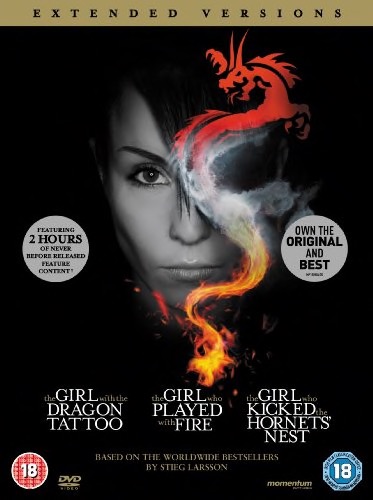 EXTENDED VERSIONS
FEATURING
2 HOURS
OF NEVER
BEFORE RELEASED
FEATURE
CONTENT*
OWN THE
ORIGINAL
AND
BEST
the GIRL with the
DRAGON
TATTOO
the GIRL who
PLAYED
with FIRE
the GIRL who
KICKED the
HORNETS'
NEST
BASED ON THE WORLDWIDE BESTSELLERS
BY STIEG LARSSON
18
DVD
VIDEO
momentum
18